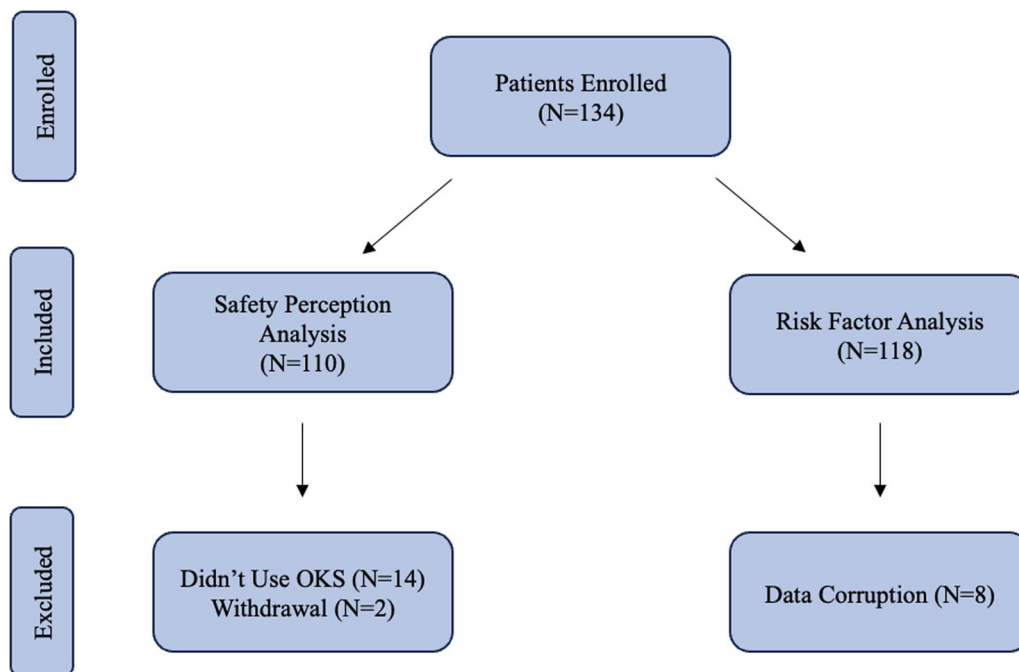 Enrolled
Patients Enrolled
(N=134)
Included
Safety Perception
Analysis
(N=110)
Risk Factor Analysis
(N=118)
Excluded
Didn’t Use OKS (N=14)
Withdrawal (N=2)
Data Corruption (N=8)